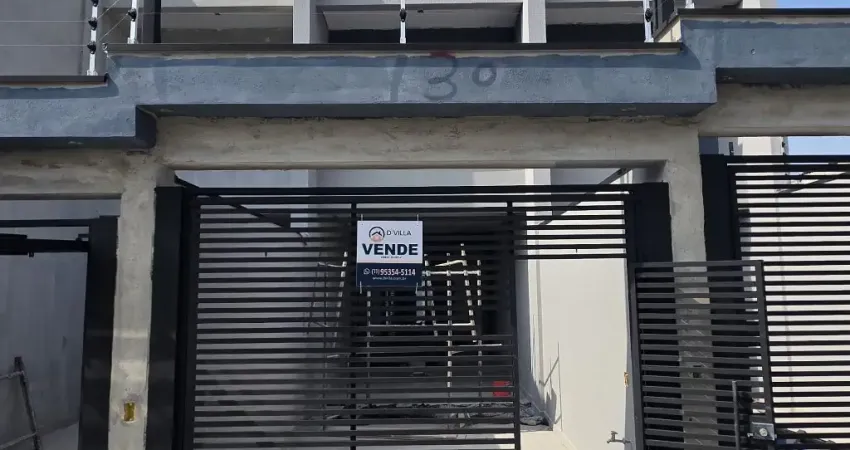 130
D'VILLA
VENDE
(11) 95354-5114